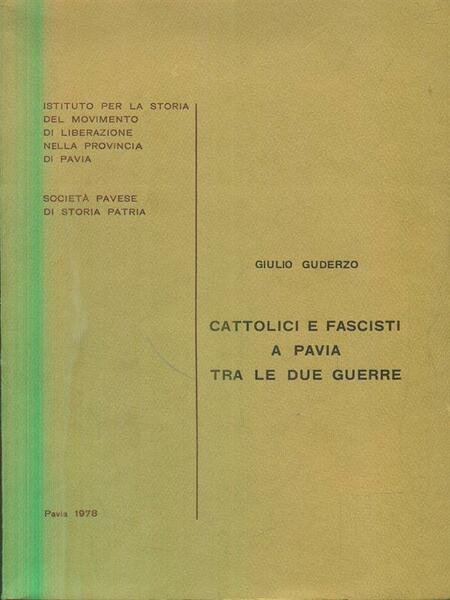 ISTITUTO PER LA STORIA
DEL MOVIMENTO
DI LIBERAZIONE
NELLA PROVINCIA
DI PAVIA
SOCIETÀ PAVESE
DI STORIA PATRIA
GIULIO GUDERZO
CATTOLICI E FASCISTI
A PAVIA
TRA LE DUE GUERRE
Pavia 1978